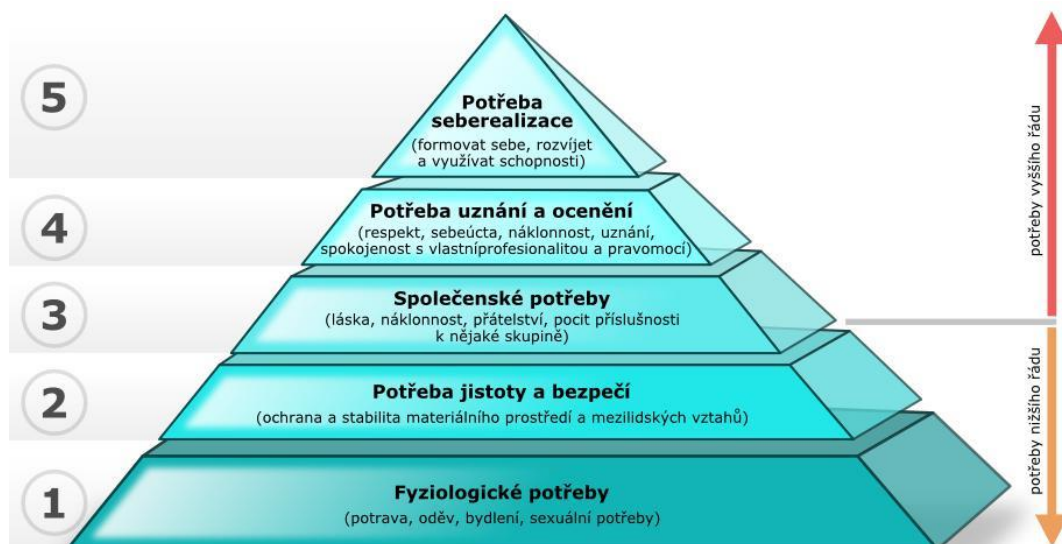 5
Potřeba
seberealizace
(formovat sebe, rozvíjet
a využívat schopnosti)
4
Potřeba uznání a ocenění
(respekt, sebeúcta, náklonnost, uznání,
spokojenost s vlastníprofesionalitou a pravomocí)
3
Společenské potřeby
(láska, náklonnost, přátelství, pocit příslušnosti
k nějaké skupině)
2
Potřeba jistoty a bezpečí
(ochrana a stabilita materiálního prostředí a mezilidských vztahů)
1
Fyziologické potřeby
(potrava, oděv, bydlení, sexuální potřeby)
potřeby vyššího řádu
potřeby nižšího řádu